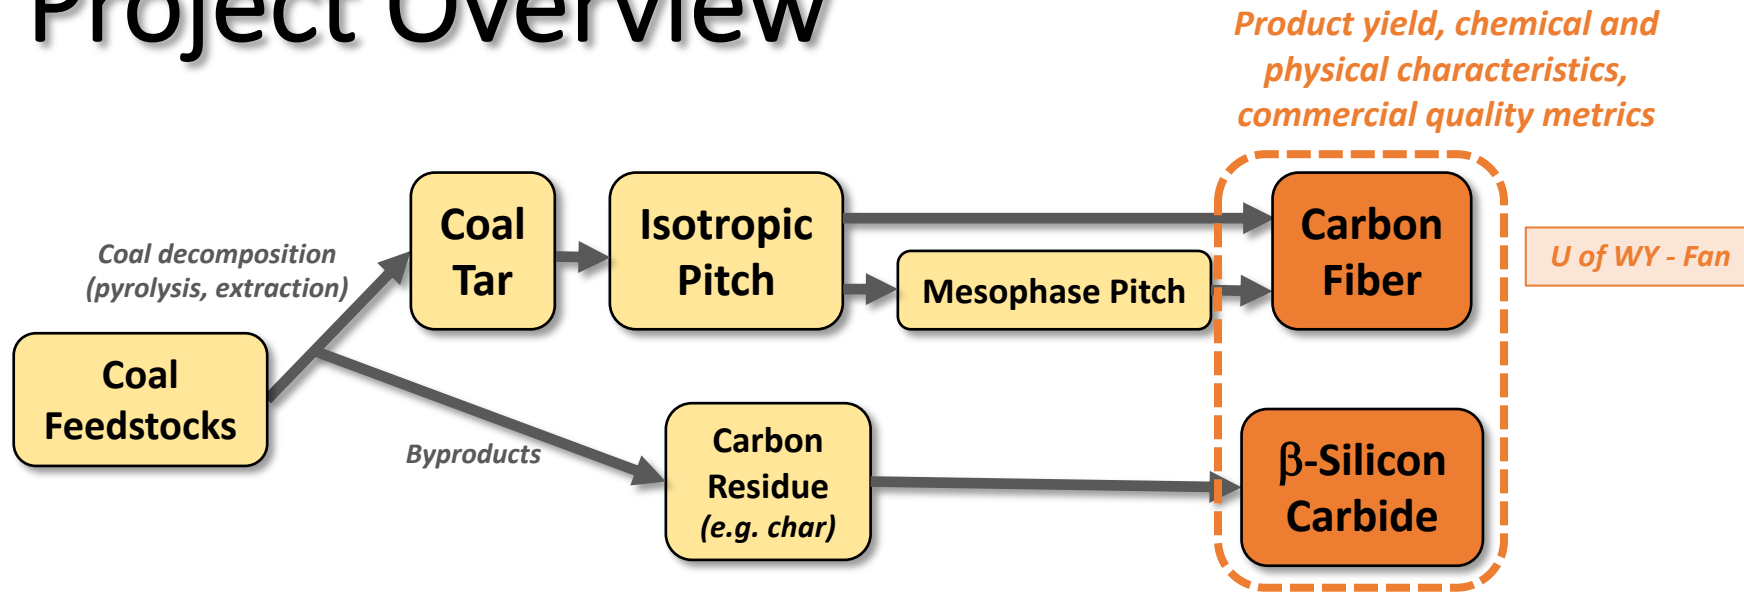 Project Overview
Product yield, chemical and
physical characteristics,
commercial quality metrics
Coal decomposition
(pyrolysis, extraction)
Coal
Tar
Isotropic
Pitch
Mesophase Pitch
Carbon
Fiber
U of WY - Fan
Coal
Feedstocks
Byproducts
Carbon
Residue
(e.g. char)
β-Silicon
Carbide